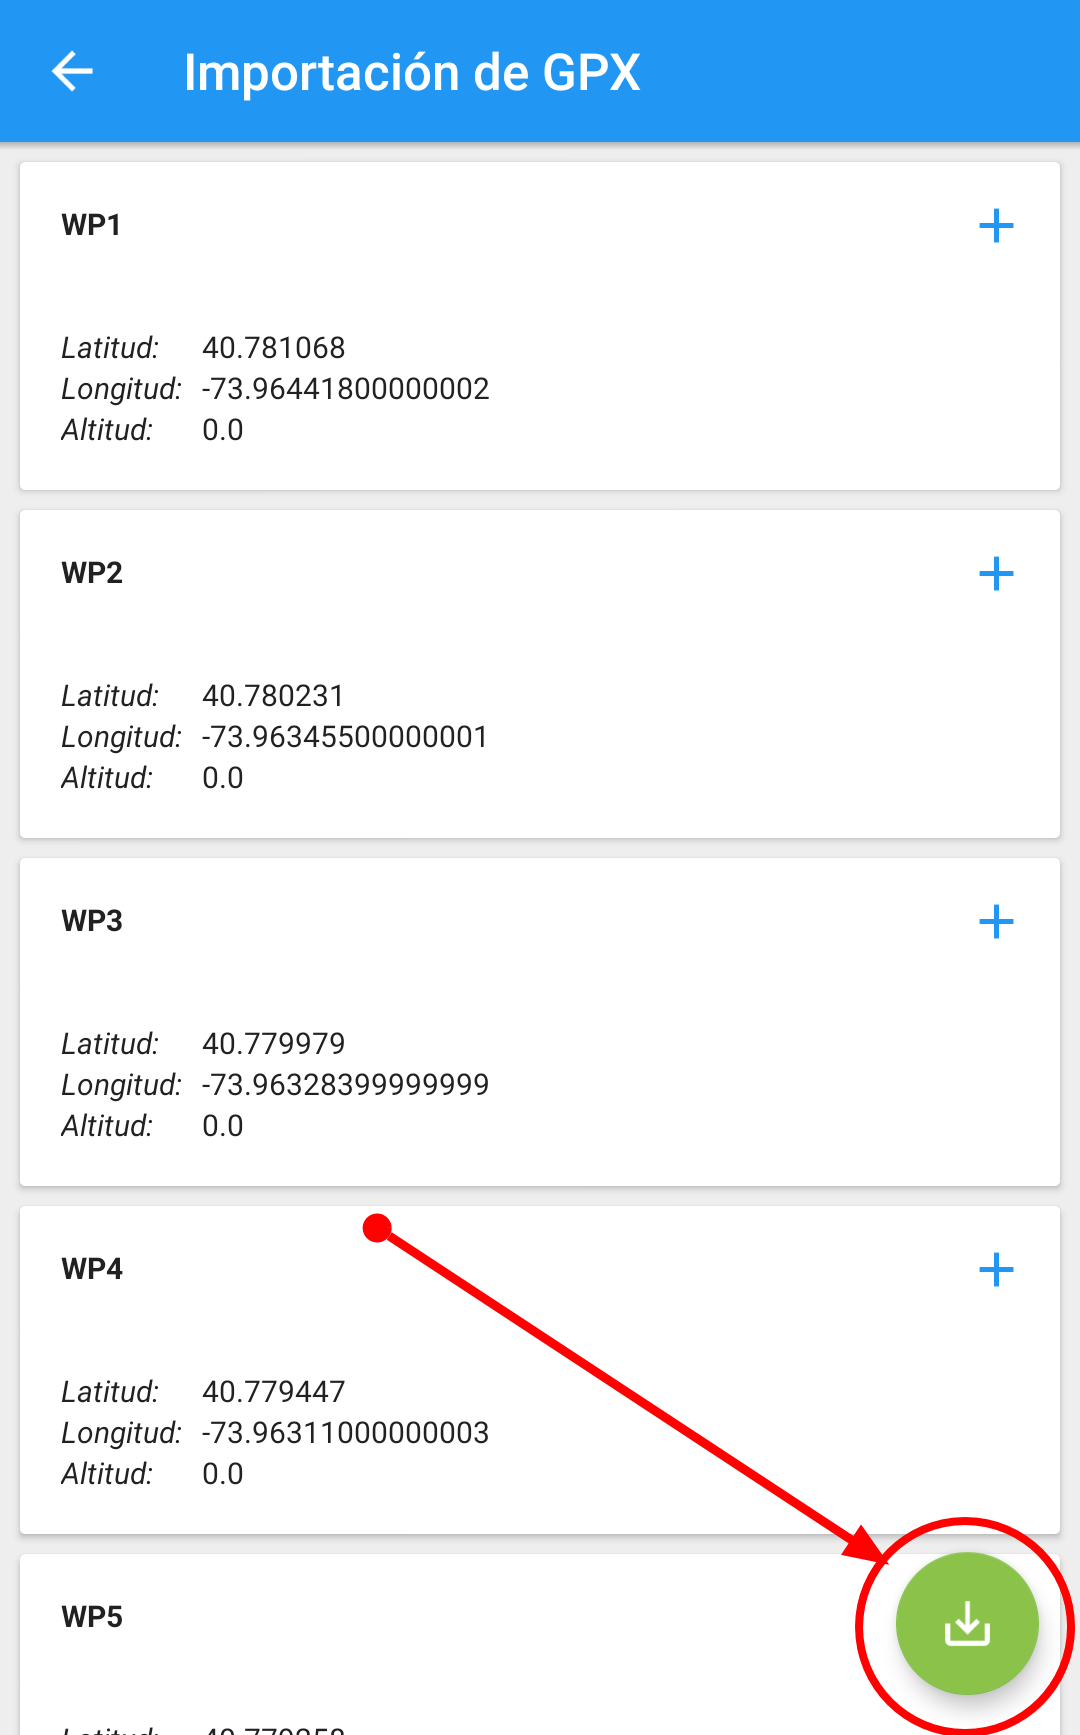 Importación de GPX
WP1
Latitud: 40.781068
Longitud: -73.96441800000002
Altitud: 0.0
WP2
Latitud: 40.780231
Longitud: -73.96345500000001
Altitud: 0.0
WP3
Latitud: 40.779979
Longitud: -73.96328399999999
Altitud: 0.0
WP4
Latitud: 40.779447
Longitud: -73.96311000000003
Altitud: 0.0
WP5